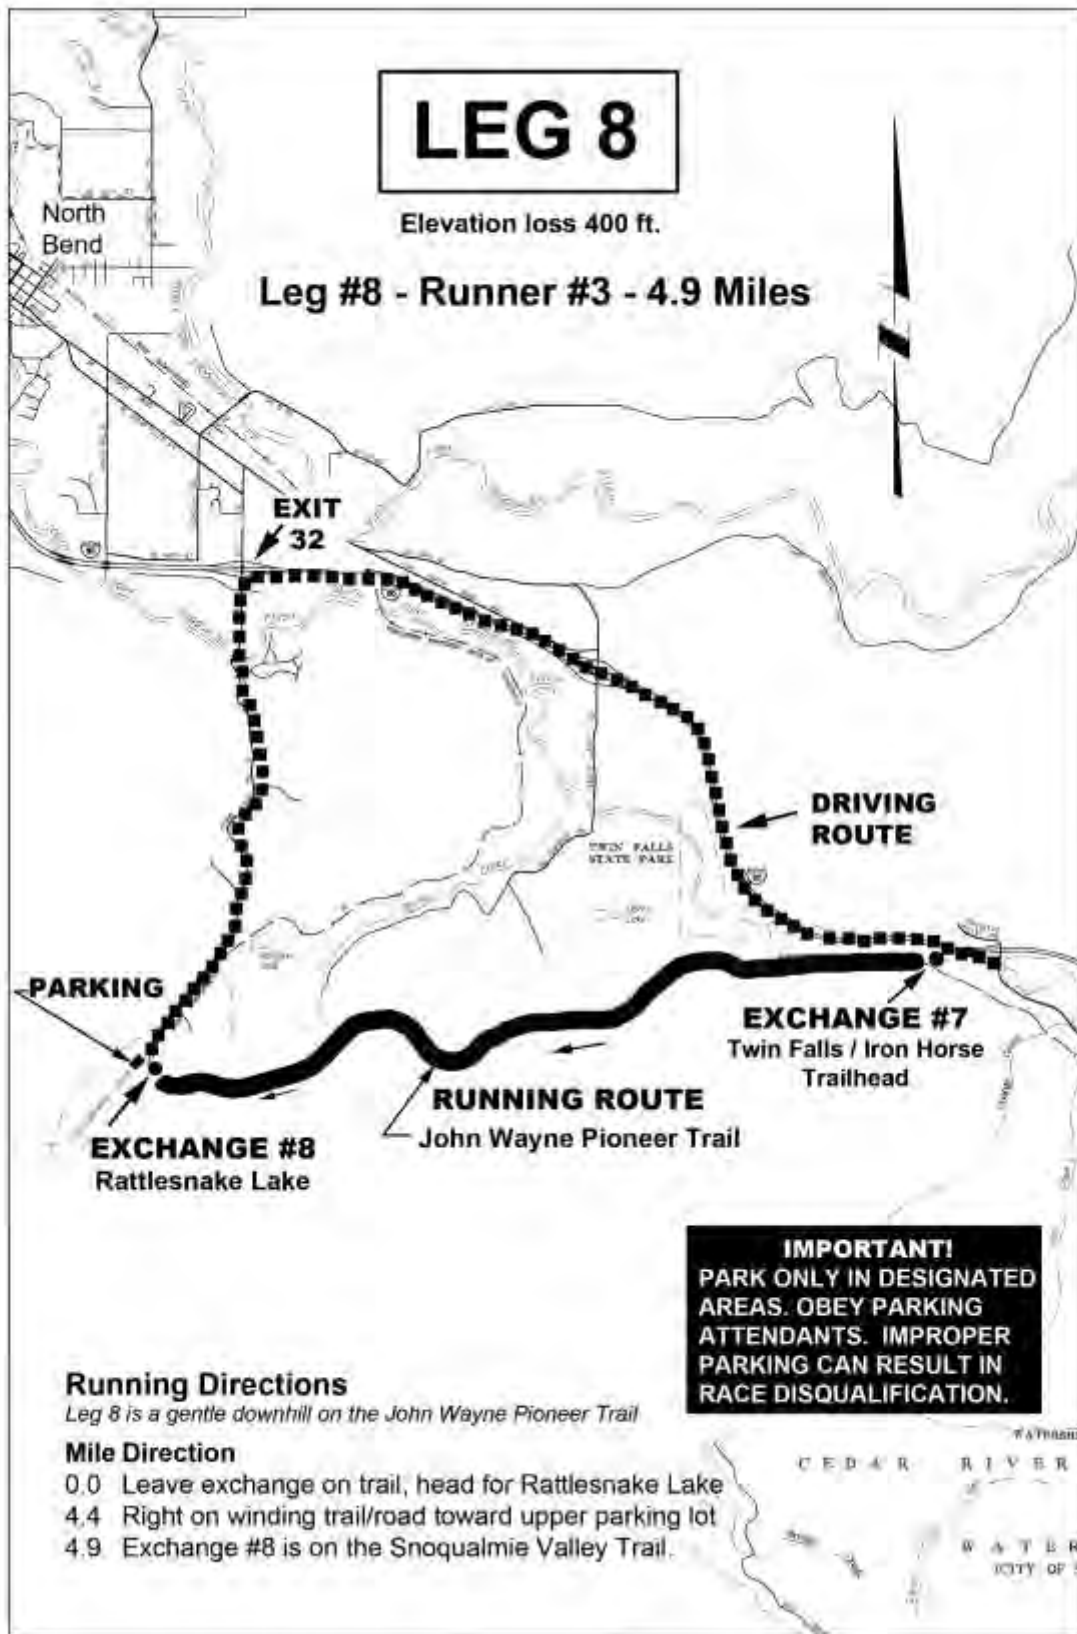 LEG 8
Elevation loss 400 ft.
Leg #8 - Runner #3 - 4.9 Miles
North
Bend
EXIT
32
DRIVING
ROUTE
TWIN FALLS
STATE PARK
PARKING
EXCHANGE #7
Twin Falls / Iron Horse
Trailhead
RUNNING ROUTE
John Wayne Pioneer Trail
EXCHANGE #8
Rattlesnake Lake
IMPORTANT!
PARK ONLY IN DESIGNATED
AREAS. OBEY PARKING
ATTENDANTS. IMPROPER
PARKING CAN RESULT IN
RACE DISQUALIFICATION.
Running Directions
Leg 8 is a gentle downhill on the John Wayne Pioneer Trail
Mile Direction
0.0 Leave exchange on trail, head for Rattlesnake Lake
4.4 Right on winding trail/road toward upper parking lot
4.9 Exchange #8 is on the Snoqualmie Valley Trail.
CEDAR RIVER